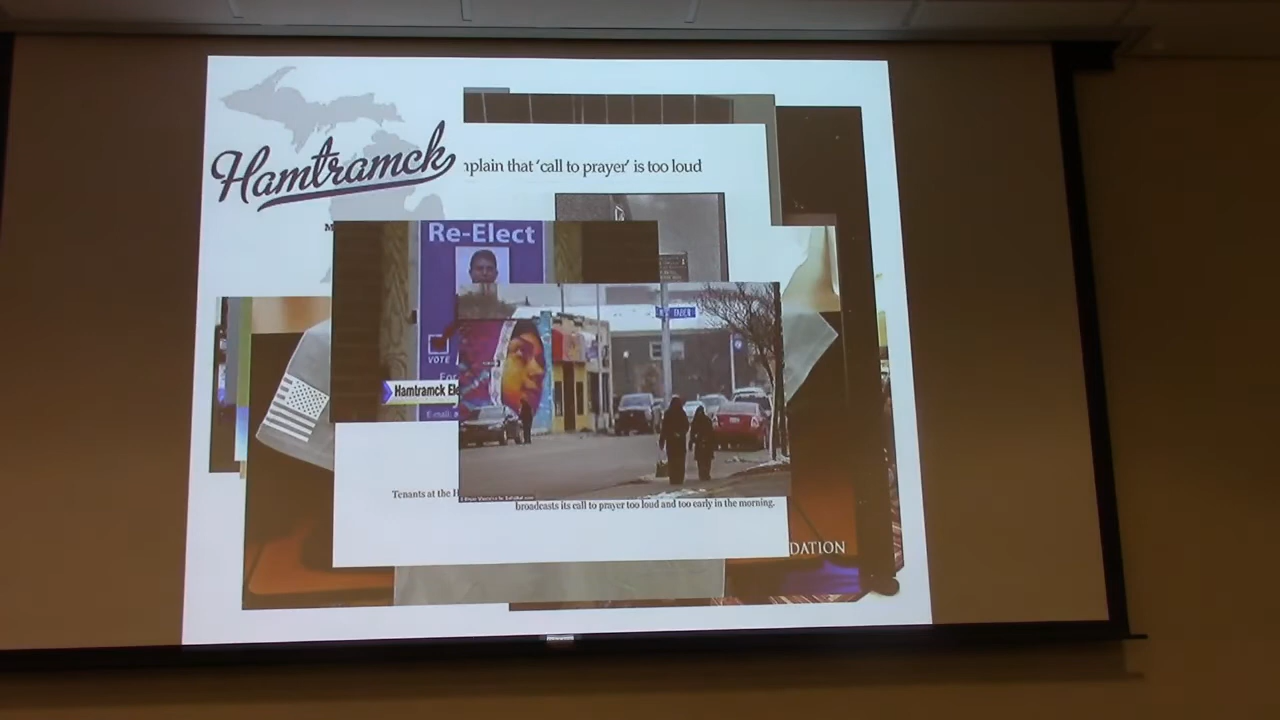 Hamtramck
plain that 'call to prayer' is too loud
Re-Elect
VOTE
For
Hamtramck Ele
E-mail:
Tenants at the H
broadcasts its call to prayer too loud and too early in the morning.
DATION